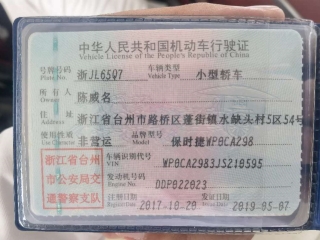 中华人民共和国机动车行驶证
Vehicle License of the People's Republic of China
号牌号码 浙JL65Q7 车辆类型 小型轿车
Plate No. Vehicle Type
所有人 陈威名
Owner
住址 浙江省台州市路桥区蓬街镇水缺头村5区54号
Address
使用性质 非营运 品牌型号 保时捷WP0CA298
Use Character Model
浙江省台
州市公安局交
通警察支队
车辆识别代号 WP0CA2983JS210595
VIN
发动机号码 DDP022023
Engine No.
注册日期 2017-10-20 发证日期 2019-05-07